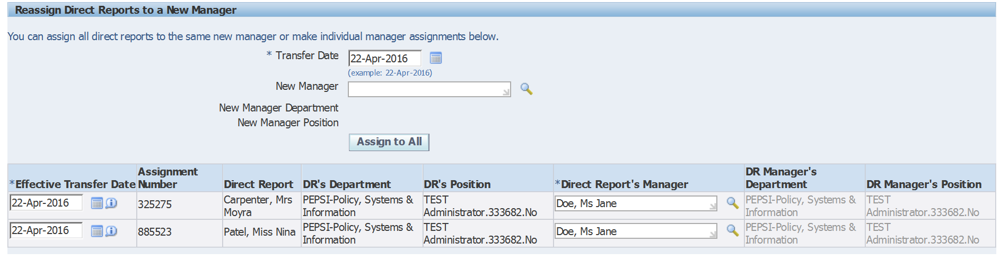 Reassign Direct Reports to a New Manager
You can assign all direct reports to the same new manager or make individual manager assignments below.
* Transfer Date 22-Apr-2016
(example: 22-Apr-2016)
New Manager
New Manager Department
New Manager Position
Assign to All
*Effective Transfer Date Assignment Number Direct Report DR's Department DR's Position *Direct Report's Manager DR Manager's Department DR Manager's Position
22-Apr-2016 325275 Carpenter, Mrs Moyra PEPSI-Policy, Systems & Information TEST Administrator.333682.No Doe, Ms Jane PEPSI-Policy, Systems & Information TEST Administrator.333682.No
22-Apr-2016 885523 Patel, Miss Nina PEPSI-Policy, Systems & Information TEST Administrator.333682.No Doe, Ms Jane PEPSI-Policy, Systems & Information TEST Administrator.333682.No